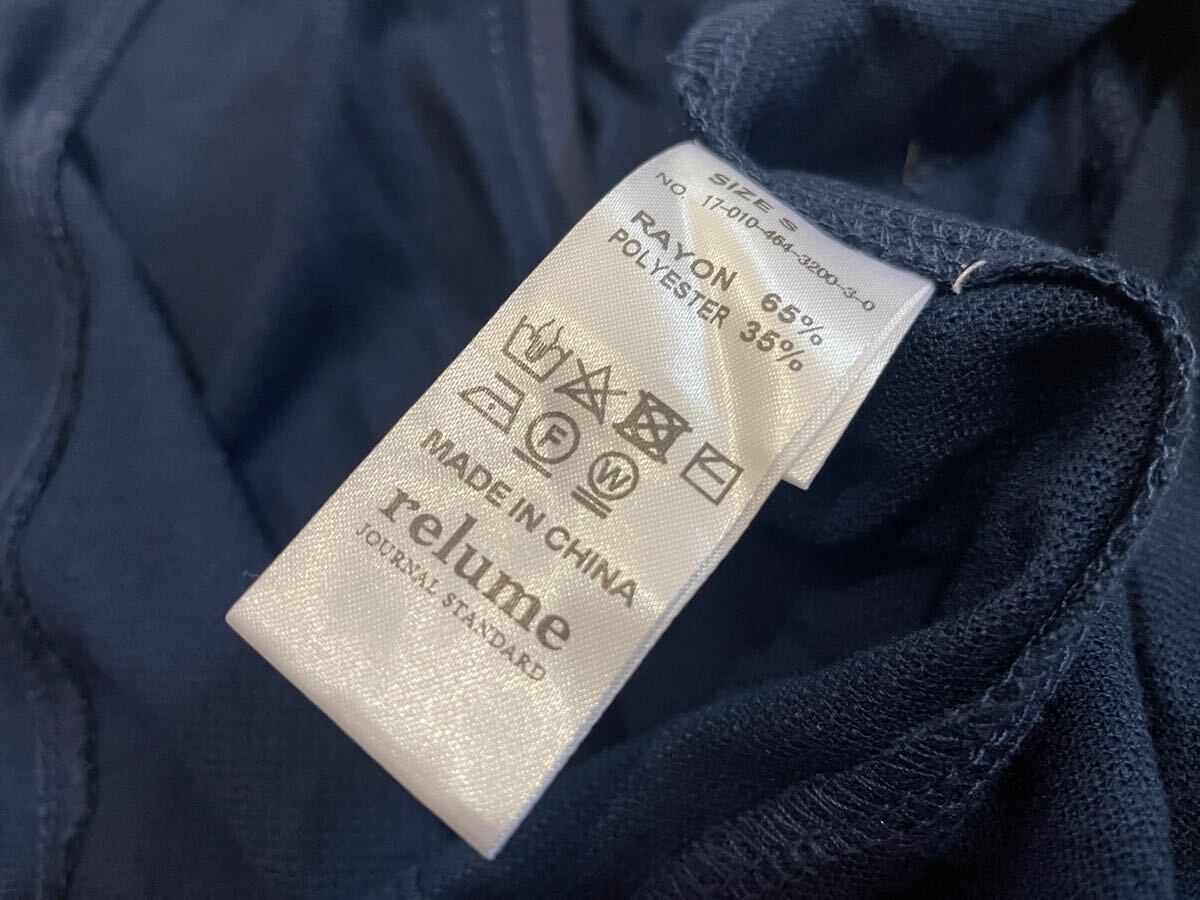 SIZE S
NO. 17-010-464-3200-3-0
RAYON 65%
POLYESTER 35%
F
W
MADE IN CHINA
relume
JOURNAL STANDARD